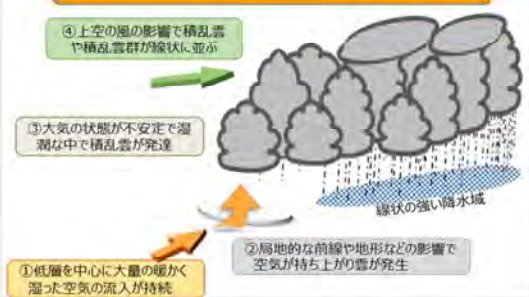 ④上空の風の影響で積乱雲
や積乱雲群が線状に並ぶ
③大気の状態が不安定で湿
潤な中で積乱雲が発達
線状の強い降水域
②局地的な前線や地形などの影響で
空気が持ち上がり雲が発生
①低層を中心に大量の暖かく
湿った空気の流入が持続